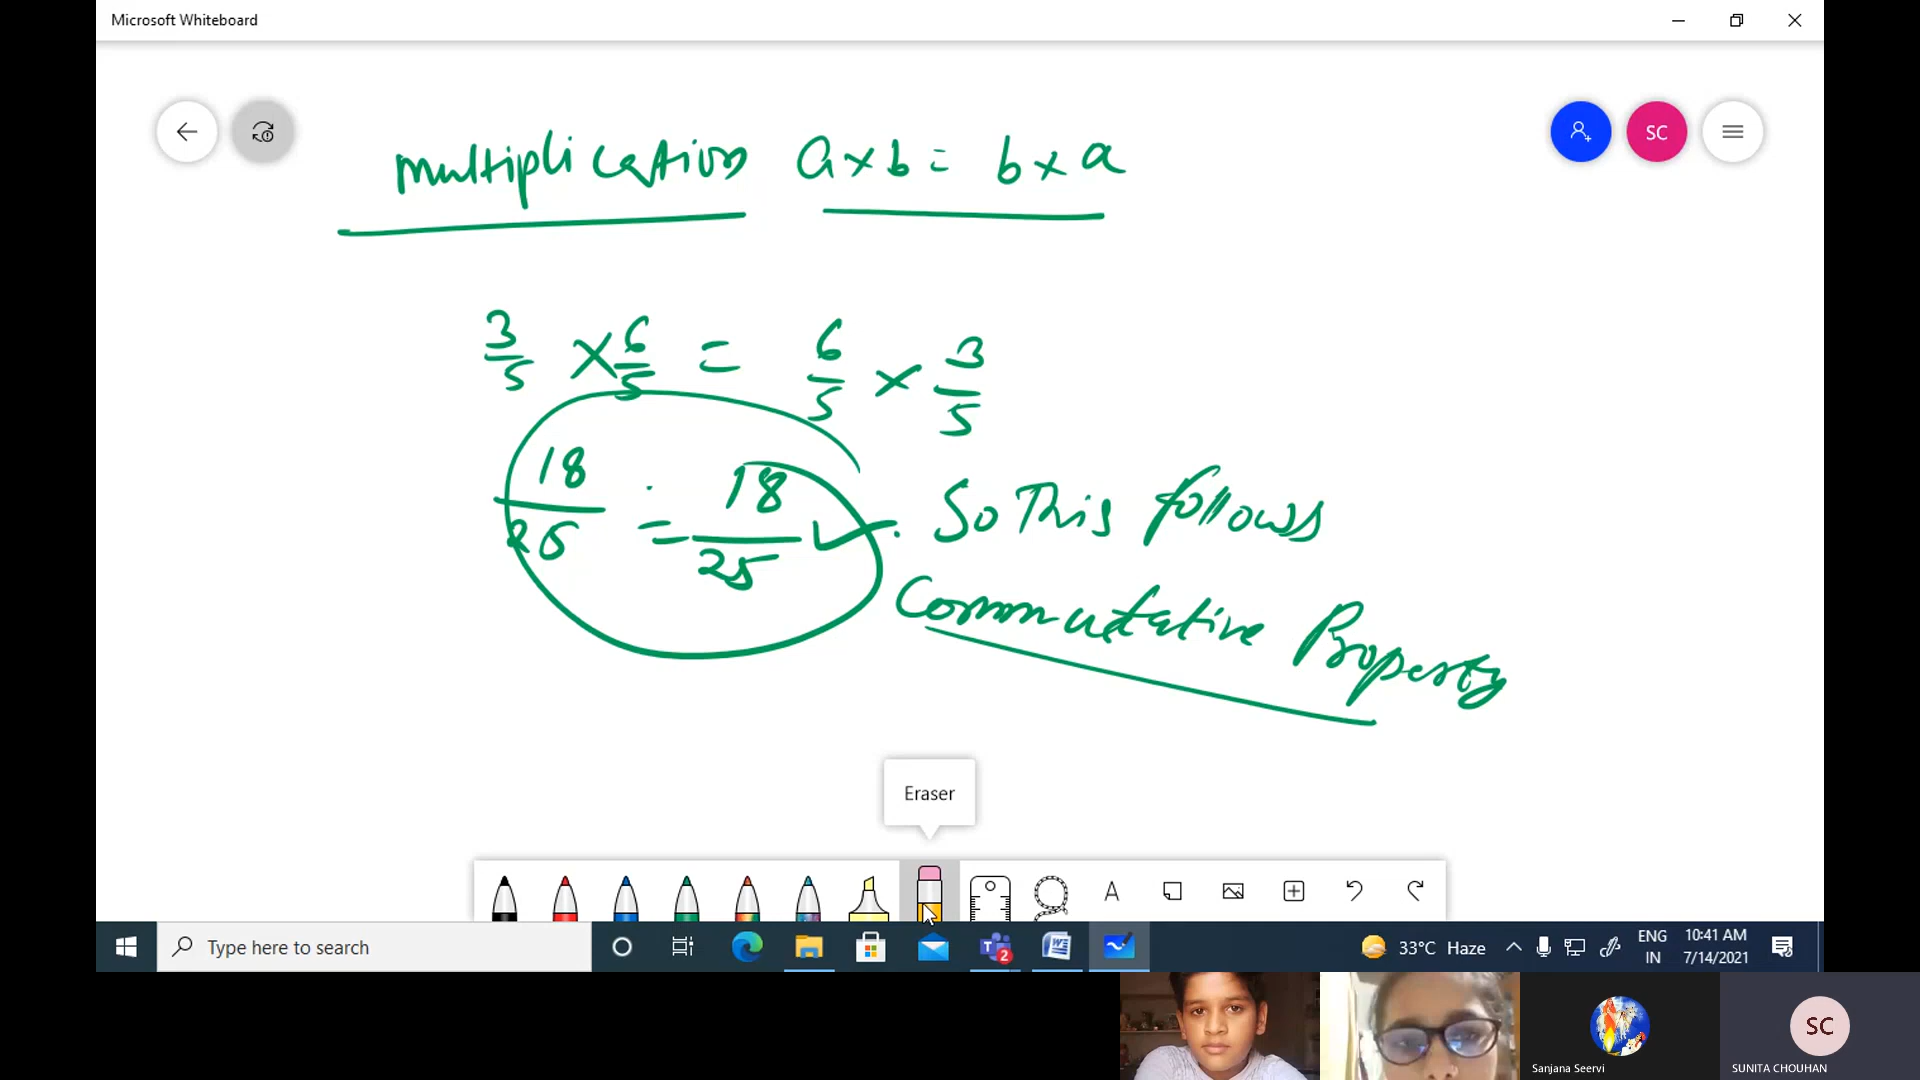 Microsoft Whiteboard
SC
multiplication a×b = b×a
3/5 × 6/5 = 6/5 × 3/5
18/25 = 18/25 ✓. So This follows
Commutative Property
Eraser
A
Type here to search
2
33°C Haze
ENG
IN
10:41 AM
7/14/2021
Sanjana Seervi
SC
SUNITA CHOUHAN